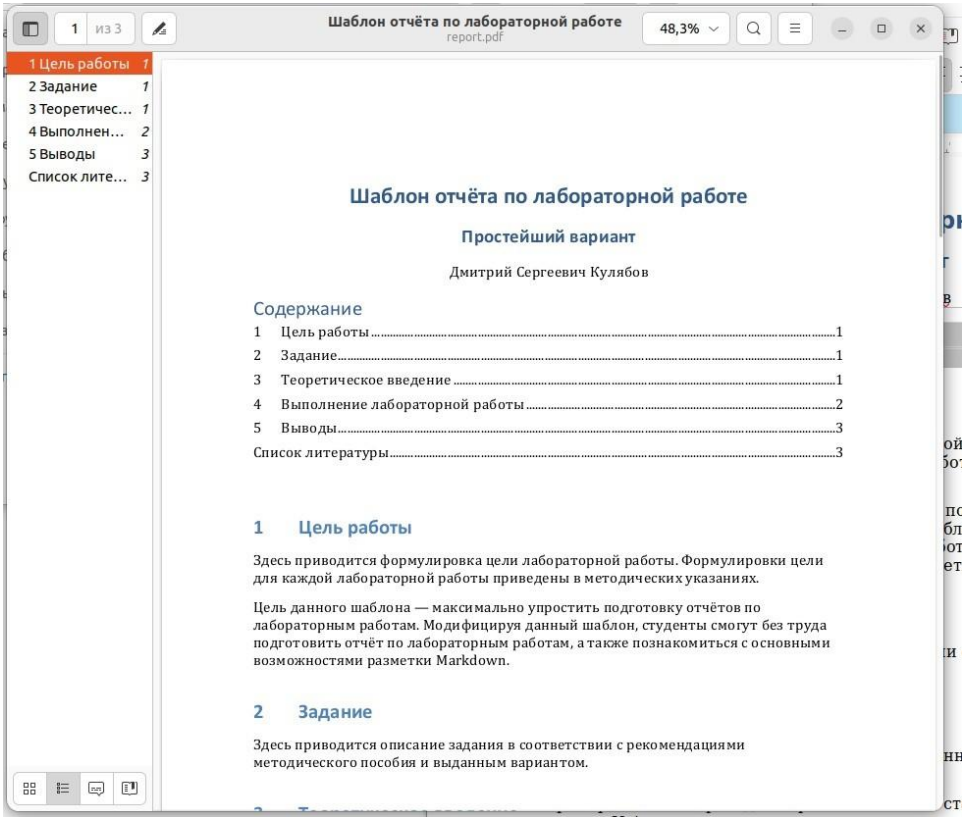 1 из 3
Шаблон отчёта по лабораторной работе
report.pdf
48,3%
1 Цель работы 1
2 Задание 1
3 Теоретичес... 1
4 Выполнен... 2
5 Выводы 3
Список лите... 3
Шаблон отчёта по лабораторной работе
Простейший вариант
Дмитрий Сергеевич Кулябов
Содержание
1 Цель работы 1
2 Задание 1
3 Теоретическое введение 1
4 Выполнение лабораторной работы 2
5 Выводы 3
Список литературы 3
1 Цель работы
Здесь приводится формулировка цели лабораторной работы. Формулировки цели
для каждой лабораторной работы приведены в методических указаниях.
Цель данного шаблона — максимально упростить подготовку отчётов по
лабораторным работам. Модифицируя данный шаблон, студенты смогут без труда
подготовить отчёт по лабораторным работам, а также познакомиться с основными
возможностями разметки Markdown.
2 Задание
Здесь приводится описание задания в соответствии с рекомендациями
методического пособия и выданным вариантом.